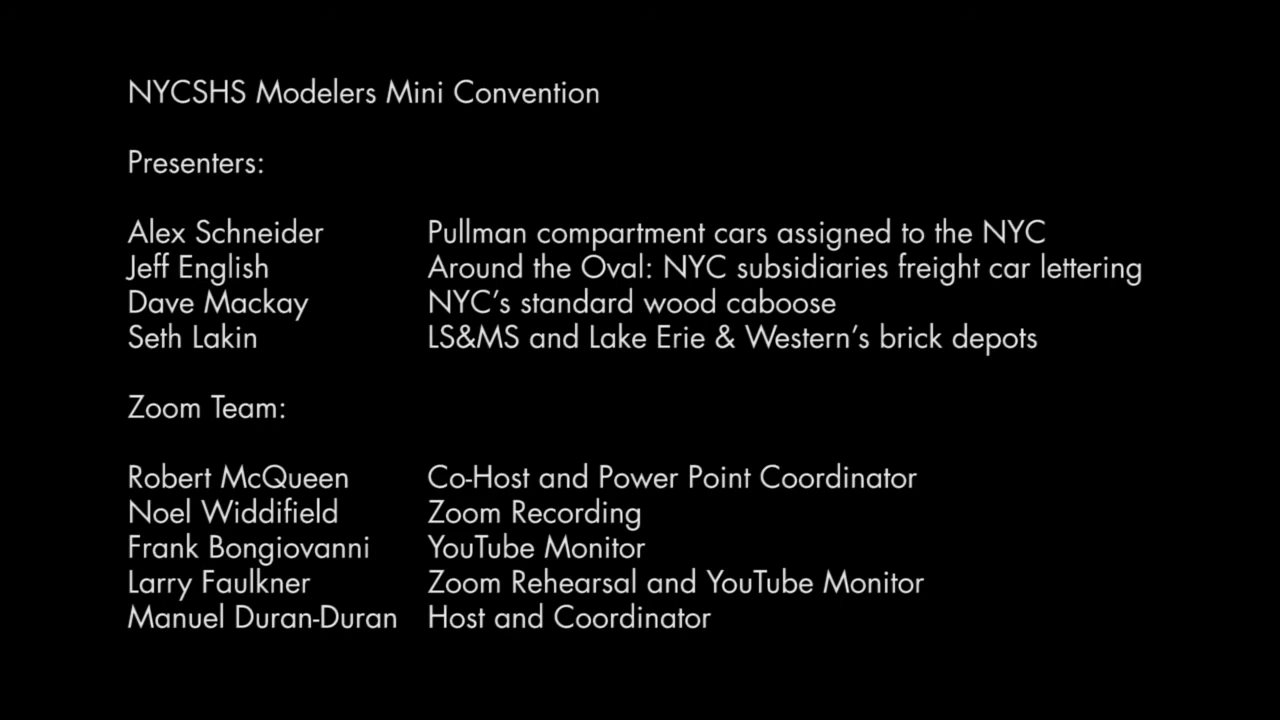 NYCSHS Modelers Mini Convention
Presenters:
Alex Schneider Pullman compartment cars assigned to the NYC
Jeff English Around the Oval: NYC subsidiaries freight car lettering
Dave Mackay NYC’s standard wood caboose
Seth Lakin LS&MS and Lake Erie & Western’s brick depots
Zoom Team:
Robert McQueen Co-Host and Power Point Coordinator
Noel Widdifield Zoom Recording
Frank Bongiovanni YouTube Monitor
Larry Faulkner Zoom Rehearsal and YouTube Monitor
Manuel Duran-Duran Host and Coordinator